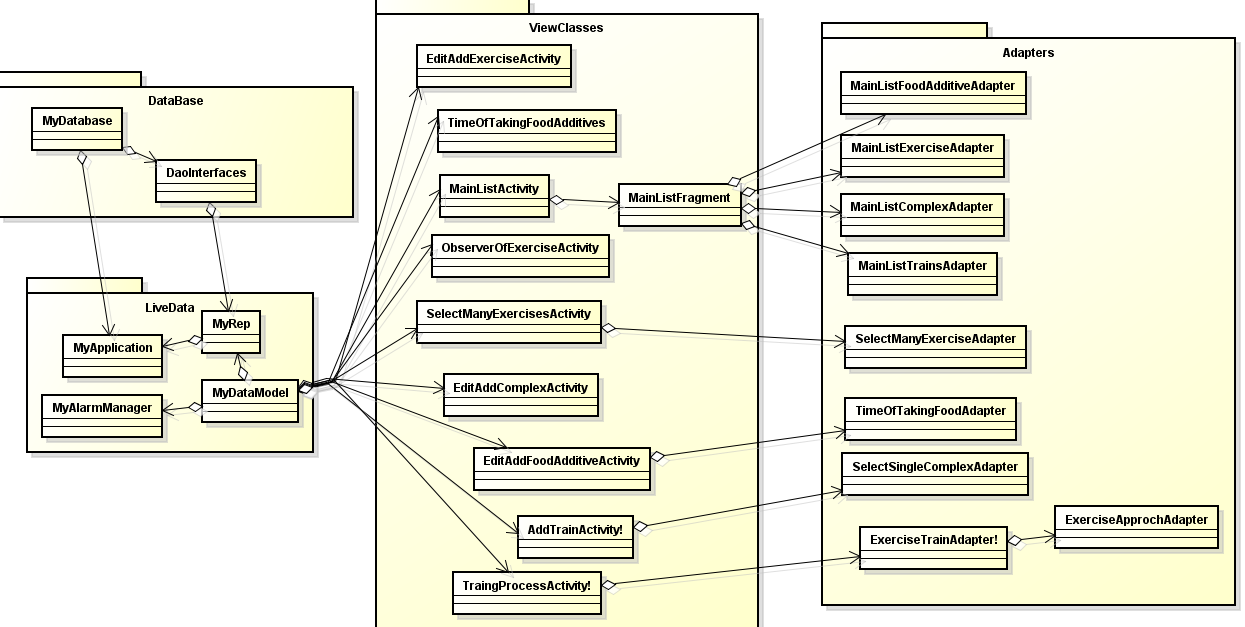 DataBase
MyDatabase
DaoInterfaces
LiveData
MyRep
MyApplication
MyDataModel
MyAlarmManager
ViewClasses
EditAddExerciseActivity
TimeOfTakingFoodAdditives
MainListActivity
MainListFragment
ObserverOfExerciseActivity
SelectManyExercisesActivity
EditAddComplexActivity
EditAddFoodAdditiveActivity
AddTrainActivity!
TraingProcessActivity!
Adapters
MainListFoodAdditiveAdapter
MainListExerciseAdapter
MainListComplexAdapter
MainListTrainsAdapter
SelectManyExerciseAdapter
TimeOfTakingFoodAdapter
SelectSingleComplexAdapter
ExerciseTrainAdapter!
ExerciseApprochAdapter